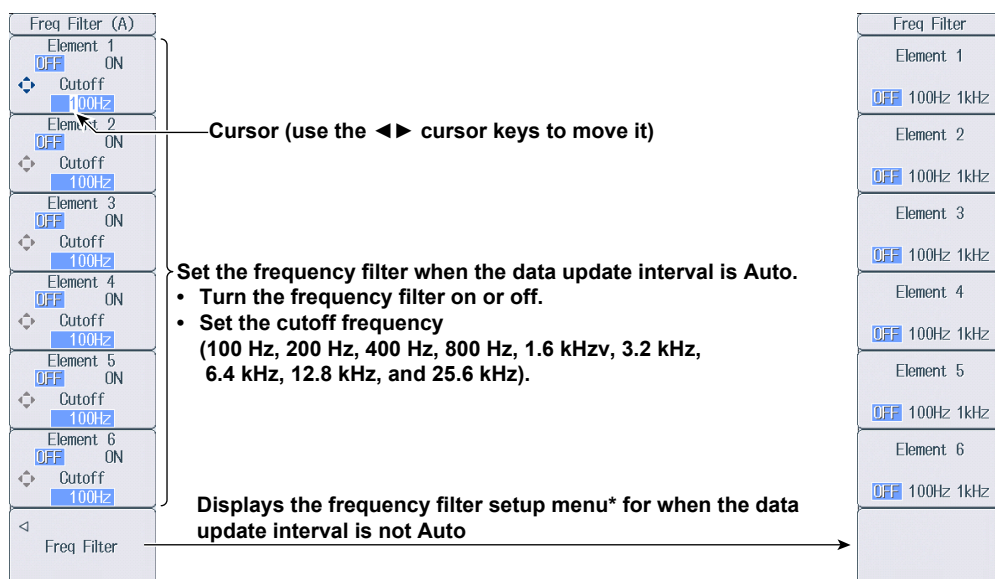 Freq Filter (A)
Element 1
OFF ON
Cutoff
100Hz
Element 2
OFF ON
Cutoff
100Hz
Element 3
OFF ON
Cutoff
100Hz
Element 4
OFF ON
Cutoff
100Hz
Element 5
OFF ON
Cutoff
100Hz
Element 6
OFF ON
Cutoff
100Hz
Freq Filter
Cursor (use the ◄► cursor keys to move it)
Set the frequency filter when the data update interval is Auto.
• Turn the frequency filter on or off.
• Set the cutoff frequency
(100 Hz, 200 Hz, 400 Hz, 800 Hz, 1.6 kHzv, 3.2 kHz,
6.4 kHz, 12.8 kHz, and 25.6 kHz).
Displays the frequency filter setup menu* for when the data
update interval is not Auto
Freq Filter
Element 1
OFF 100Hz 1kHz
Element 2
OFF 100Hz 1kHz
Element 3
OFF 100Hz 1kHz
Element 4
OFF 100Hz 1kHz
Element 5
OFF 100Hz 1kHz
Element 6
OFF 100Hz 1kHz